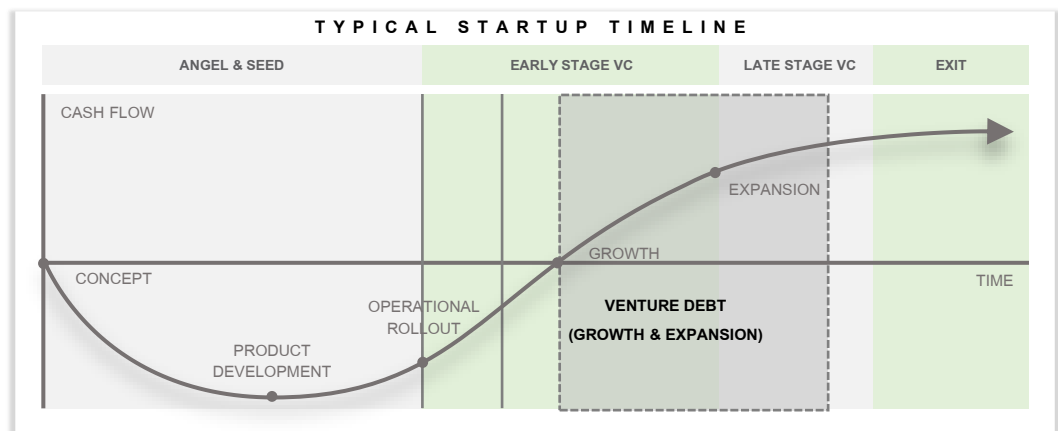 TYPICAL STARTUP TIMELINE
ANGEL & SEED
EARLY STAGE VC
LATE STAGE VC
EXIT
CASH FLOW
EXPANSION
GROWTH
CONCEPT
TIME
OPERATIONAL
ROLLOUT
VENTURE DEBT
(GROWTH & EXPANSION)
PRODUCT
DEVELOPMENT